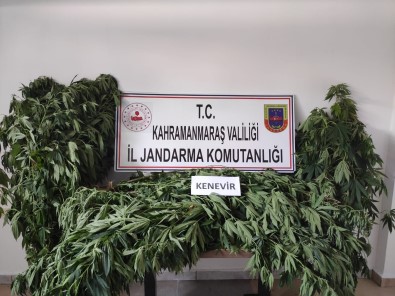 T.C.
KAHRAMANMARAŞ VALİLİĞİ
İL JANDARMA KOMUTANLIĞI
KENEVİR